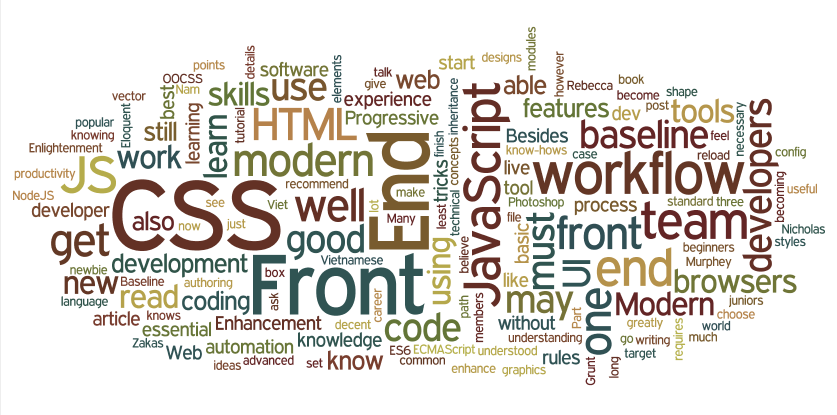 points
details
software
talk
give
elements
web
start
designs
modules
however
Rebecca
book
become
shape
OOCSS
Nam
skills
use
experience
able
features
dev
post
tools
vector
best
popular
knowing
Eloquent
still
learning
learn
tutorial
HTML
Progressive
finish
concepts
inheritance
technical
JavaScript
Besides
baseline
feel
necessary
developers
Enlightenment
work
modern
End
tricks
least
know-hows
case
reload
config
productivity
JS
recommend
make
live
tool
workflow
becoming
useful
NodeJS
developer
CSS
see
Viet
well
lot
Many
Photoshop
process
standard
three
also
now
just
file
basic
must
front
team
Nicholas
styles
get
good
using
believe
beginners
Murphey
newbie
development
Vietnamese
Front
box
ask
like
UI
end
browsers
new
Baseline
authoring
language
read
coding
career
path
members
may
one
Modern
juniors
choose
article
knows
Enhancement
decent
code
without
Part
greatly
world
essential
knowledge
understanding
go
writing
much
requires
Zakas
Web
automation
ES6
ECMAScript
understood
rules
target
ideas
advanced
set
know
common
enhance
graphics
Grunt
long